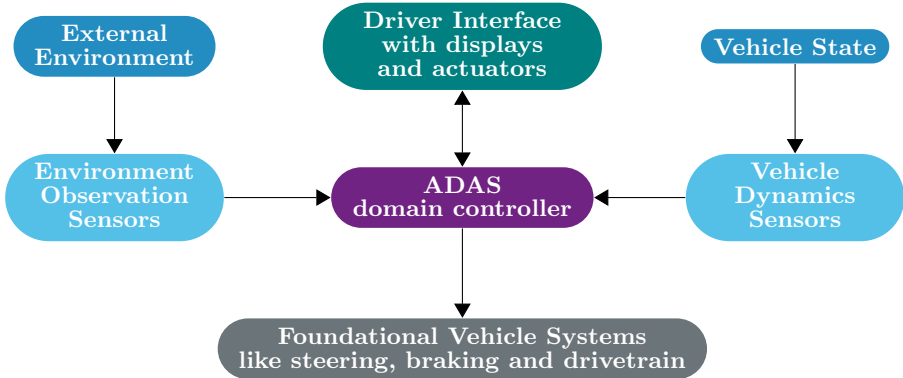 External
Environment
Driver Interface
with displays
and actuators
Vehicle State
Environment
Observation
Sensors
ADAS
domain controller
Vehicle
Dynamics
Sensors
Foundational Vehicle Systems
like steering, braking and drivetrain